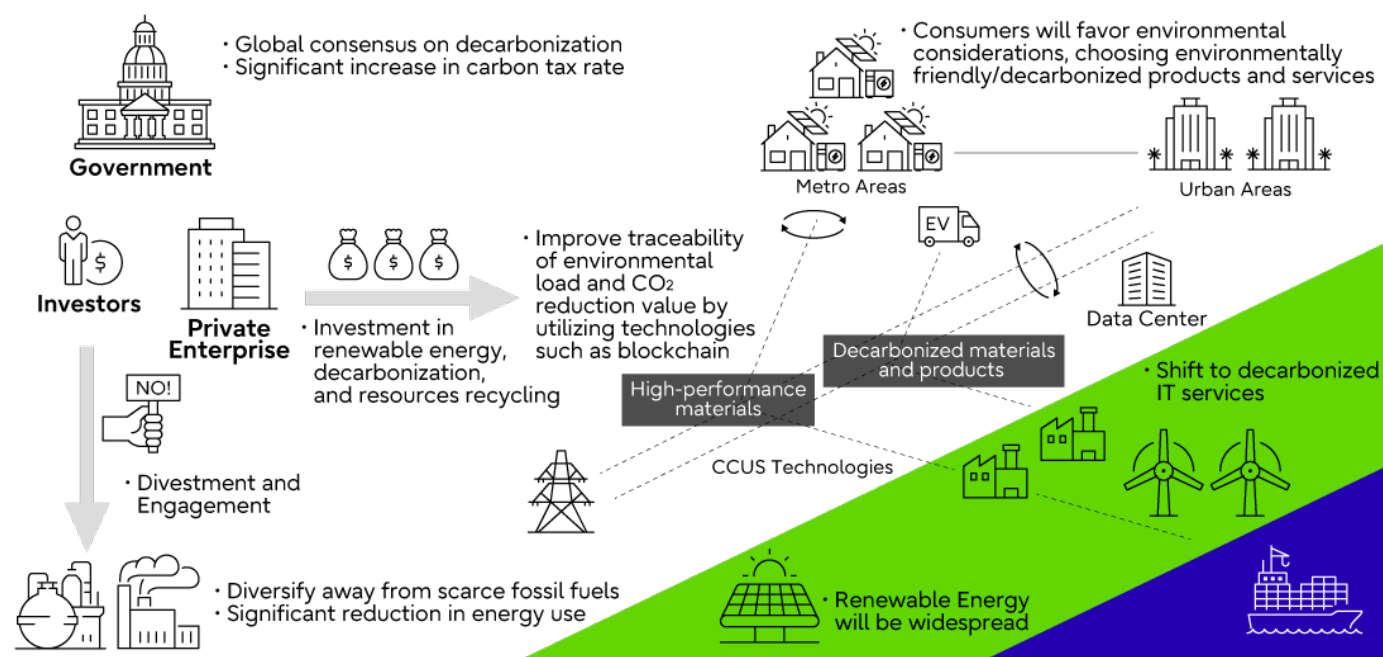 · Global consensus on decarbonization
· Significant increase in carbon tax rate
Government
· Consumers will favor environmental
considerations, choosing environmentally
friendly/decarbonized products and services
Metro Areas
Urban Areas
$
Investors
Private
Enterprise
$ $ $
· Investment in
renewable energy,
decarbonization,
and resources recycling
· Improve traceability
of environmental
load and CO₂
reduction value by
utilizing technologies
such as blockchain
EV
Data Center
High-performance
materials
Decarbonized materials
and products
· Shift to decarbonized
IT services
NO!
· Divestment and
Engagement
CCUS Technologies
· Diversify away from scarce fossil fuels
· Significant reduction in energy use
· Renewable Energy
will be widespread